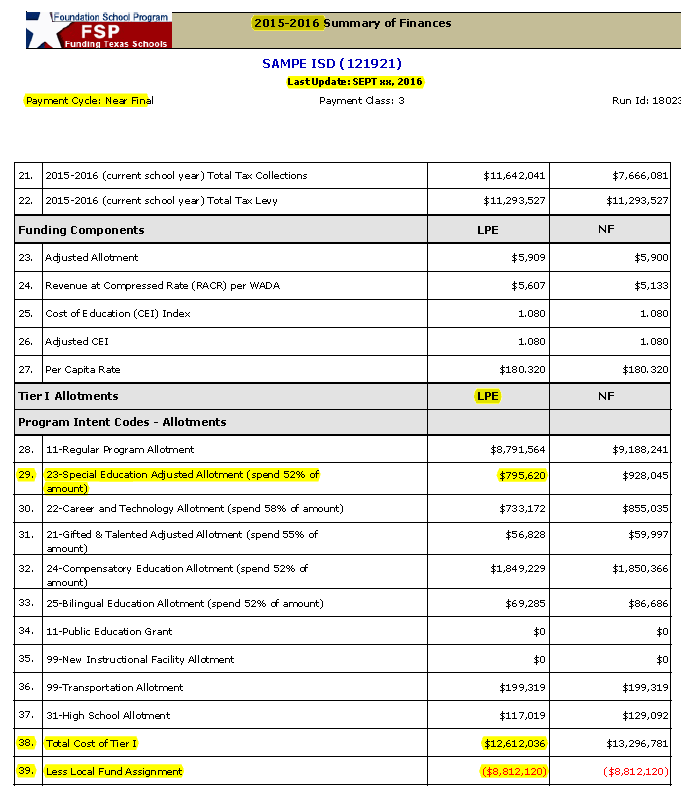 Foundation School Program
FSP
Funding Texas Schools
2015-2016 Summary of Finances
SAMPE ISD (121921)
Last Update: SEPT xx, 2016
Payment Cycle: Near Final Payment Class: 3 Run Id: 18023
21. 2015-2016 (current school year) Total Tax Collections $11,642,041 $7,666,081
22. 2015-2016 (current school year) Total Tax Levy $11,293,527 $11,293,527
Funding Components LPE NF
23. Adjusted Allotment $5,909 $5,900
24. Revenue at Compressed Rate (RACR) per WADA $5,607 $5,133
25. Cost of Education (CEI) Index 1.080 1.080
26. Adjusted CEI 1.080 1.080
27. Per Capita Rate $180.320 $180.320
Tier I Allotments LPE NF
Program Intent Codes - Allotments
28. 11-Regular Program Allotment $8,791,564 $9,188,241
29. 23-Special Education Adjusted Allotment (spend 52% of $795,620 $928,045
amount)
30. 22-Career and Technology Allotment (spend 58% of amount) $733,172 $855,035
31. 21-Gifted & Talented Adjusted Allotment (spend 55% of $56,828 $59,997
amount)
32. 24-Compensatory Education Allotment (spend 52% of $1,849,229 $1,850,366
amount)
33. 25-Bilingual Education Allotment (spend 52% of amount) $69,285 $86,686
34. 11-Public Education Grant $0 $0
35. 99-New Instructional Facility Allotment $0 $0
36. 99-Transportation Allotment $199,319 $199,319
37. 31-High School Allotment $117,019 $129,092
38. Total Cost of Tier I $12,612,036 $13,296,781
39. Less Local Fund Assignment ($8,812,120) ($8,812,120)